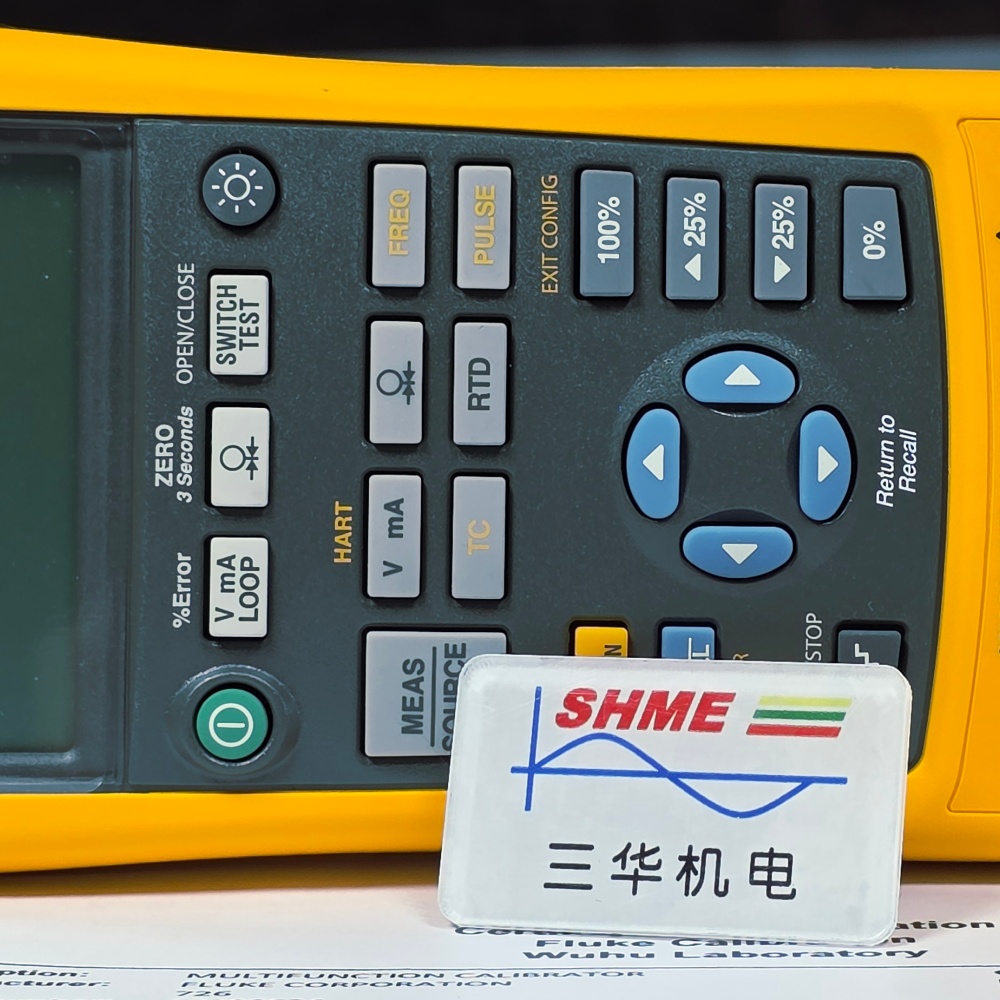 OPEN/CLOSE
SWITCH
TEST
ZERO
3 Seconds
%Error
V mA
LOOP
FREQ
PULSE
RTD
HART
V mA
TC
MEAS
SOURCE
EXIT CONFIG
100%
25%
25%
0%
Return to
Recall
STOP
SHME
三华机电
Fluke
Wuhu Laboratory
MULTIFUNCTION CALIBRATOR
FLUKE CORPORATION
726